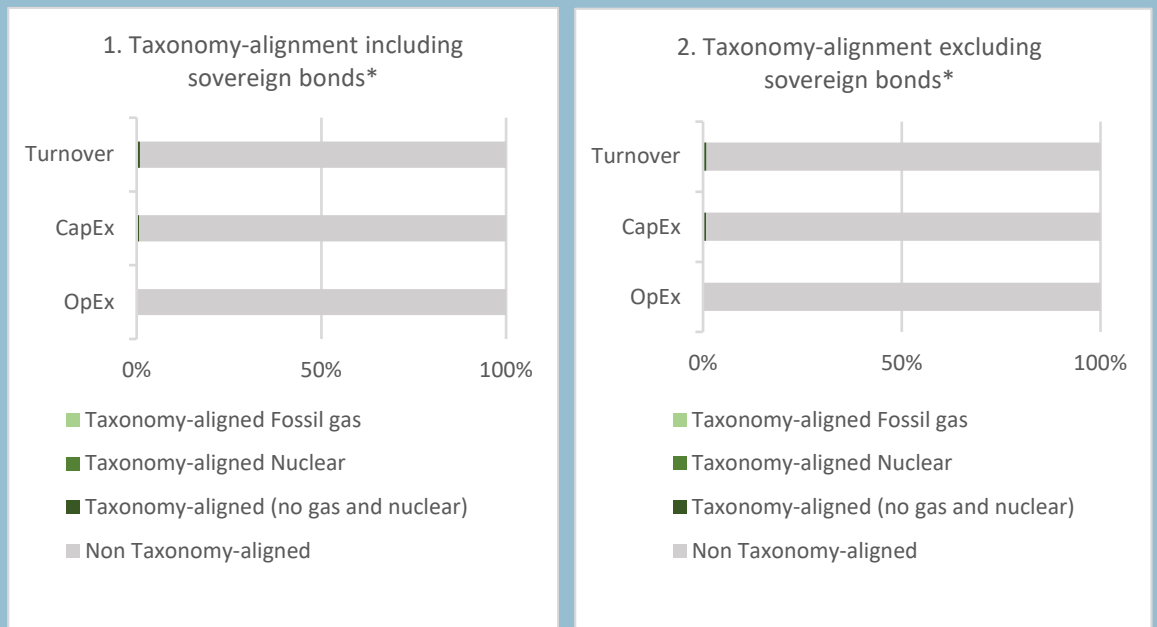 1. Taxonomy-alignment including
sovereign bonds*
Turnover
CapEx
OpEx
0%
50%
100%
Taxonomy-aligned Fossil gas
Taxonomy-aligned Nuclear
Taxonomy-aligned (no gas and nuclear)
Non Taxonomy-aligned
2. Taxonomy-alignment excluding
sovereign bonds*
Turnover
CapEx
OpEx
0%
50%
100%
Taxonomy-aligned Fossil gas
Taxonomy-aligned Nuclear
Taxonomy-aligned (no gas and nuclear)
Non Taxonomy-aligned